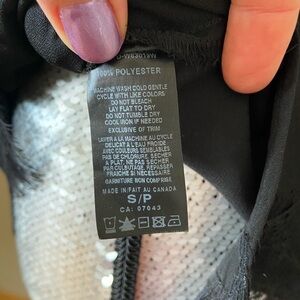 100% POLYESTER
MACHINE WASH COLD GENTLE
CYCLE WITH LIKE COLORS
DO NOT BLEACH
LAY FLAT TO DRY
DO NOT TUMBLE DRY
COOL IRON IF NEEDED
EXCLUSIVE OF TRIM
LAVER A LA MACHINE AU CYCLE
DELICAT À L'EAU FROIDE
AVEC COULEURS SEMBLABLES
PAS DE CHLORURE, SÉCHER
A PLAT, NE PAS SÉCHER
PAR CULBUTAGE, REPASSER
LÉGÈREMENT SI NÉCESSAIRE
GARNITURE NON COMPRISE
MADE IN/FAIT AU CANADA
S/P
CA: 07043